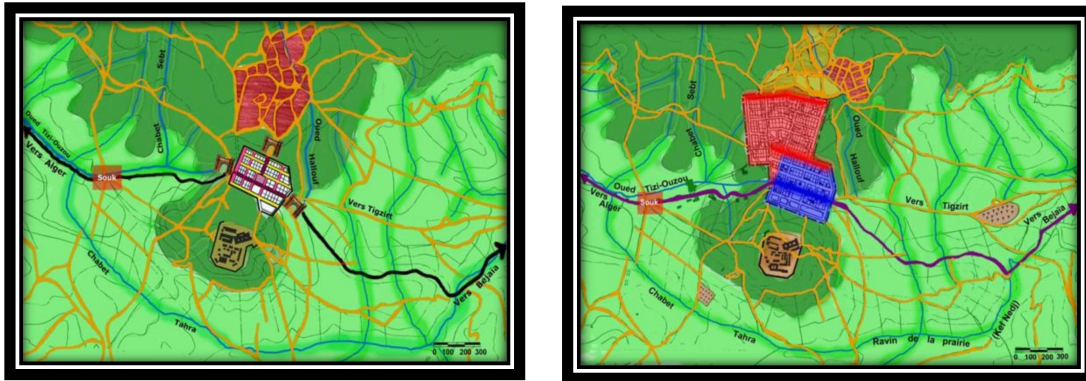 Sebt
Chabet
Oued
Hallouf
Oued Tizi-Ouzou
Vers Alger
Souk
Vers Tigzirt
Chabet
Tahra
Vers Bejaia
0 100 200 300
Sebt
Chabet
Oued
Hallouf
Oued Tizi-Ouzou
Vers
Alger
Souk
Vers Tigzirt
Vers Bejaia
Chabet
Tahra
Ravin de la prairie
(Kef Nedj)
0 100 200 300